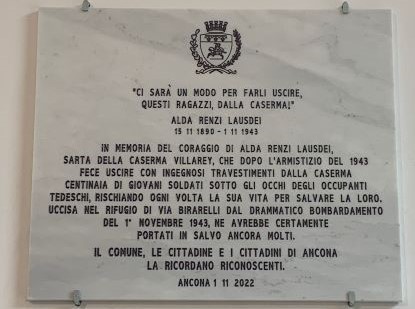 "CI SARÀ UN MODO PER FARLI USCIRE,
QUESTI RAGAZZI, DALLA CASERMA!"
ALDA RENZI LAUSDEI
15 11 1890 - 1 11 1943
IN MEMORIA DEL CORAGGIO DI ALDA RENZI LAUSDEI,
SARTA DELLA CASERMA VILLAREY, CHE DOPO L'ARMISTIZIO DEL 1943
FECE USCIRE CON INGEGNOSI TRAVESTIMENTI DALLA CASERMA
CENTINAIA DI GIOVANI SOLDATI SOTTO GLI OCCHI DEGLI OCCUPANTI
TEDESCHI, RISCHIANDO OGNI VOLTA LA SUA VITA PER SALVARE LA LORO.
UCCISA NEL RIFUGIO DI VIA BIRARELLI DAL DRAMMATICO BOMBARDAMENTO
DEL 1° NOVEMBRE 1943, NE AVREBBE CERTAMENTE
PORTATI IN SALVO ANCORA MOLTI.
IL COMUNE, LE CITTADINE E I CITTADINI DI ANCONA
LA RICORDANO RICONOSCENTI.
ANCONA 1 11 2022